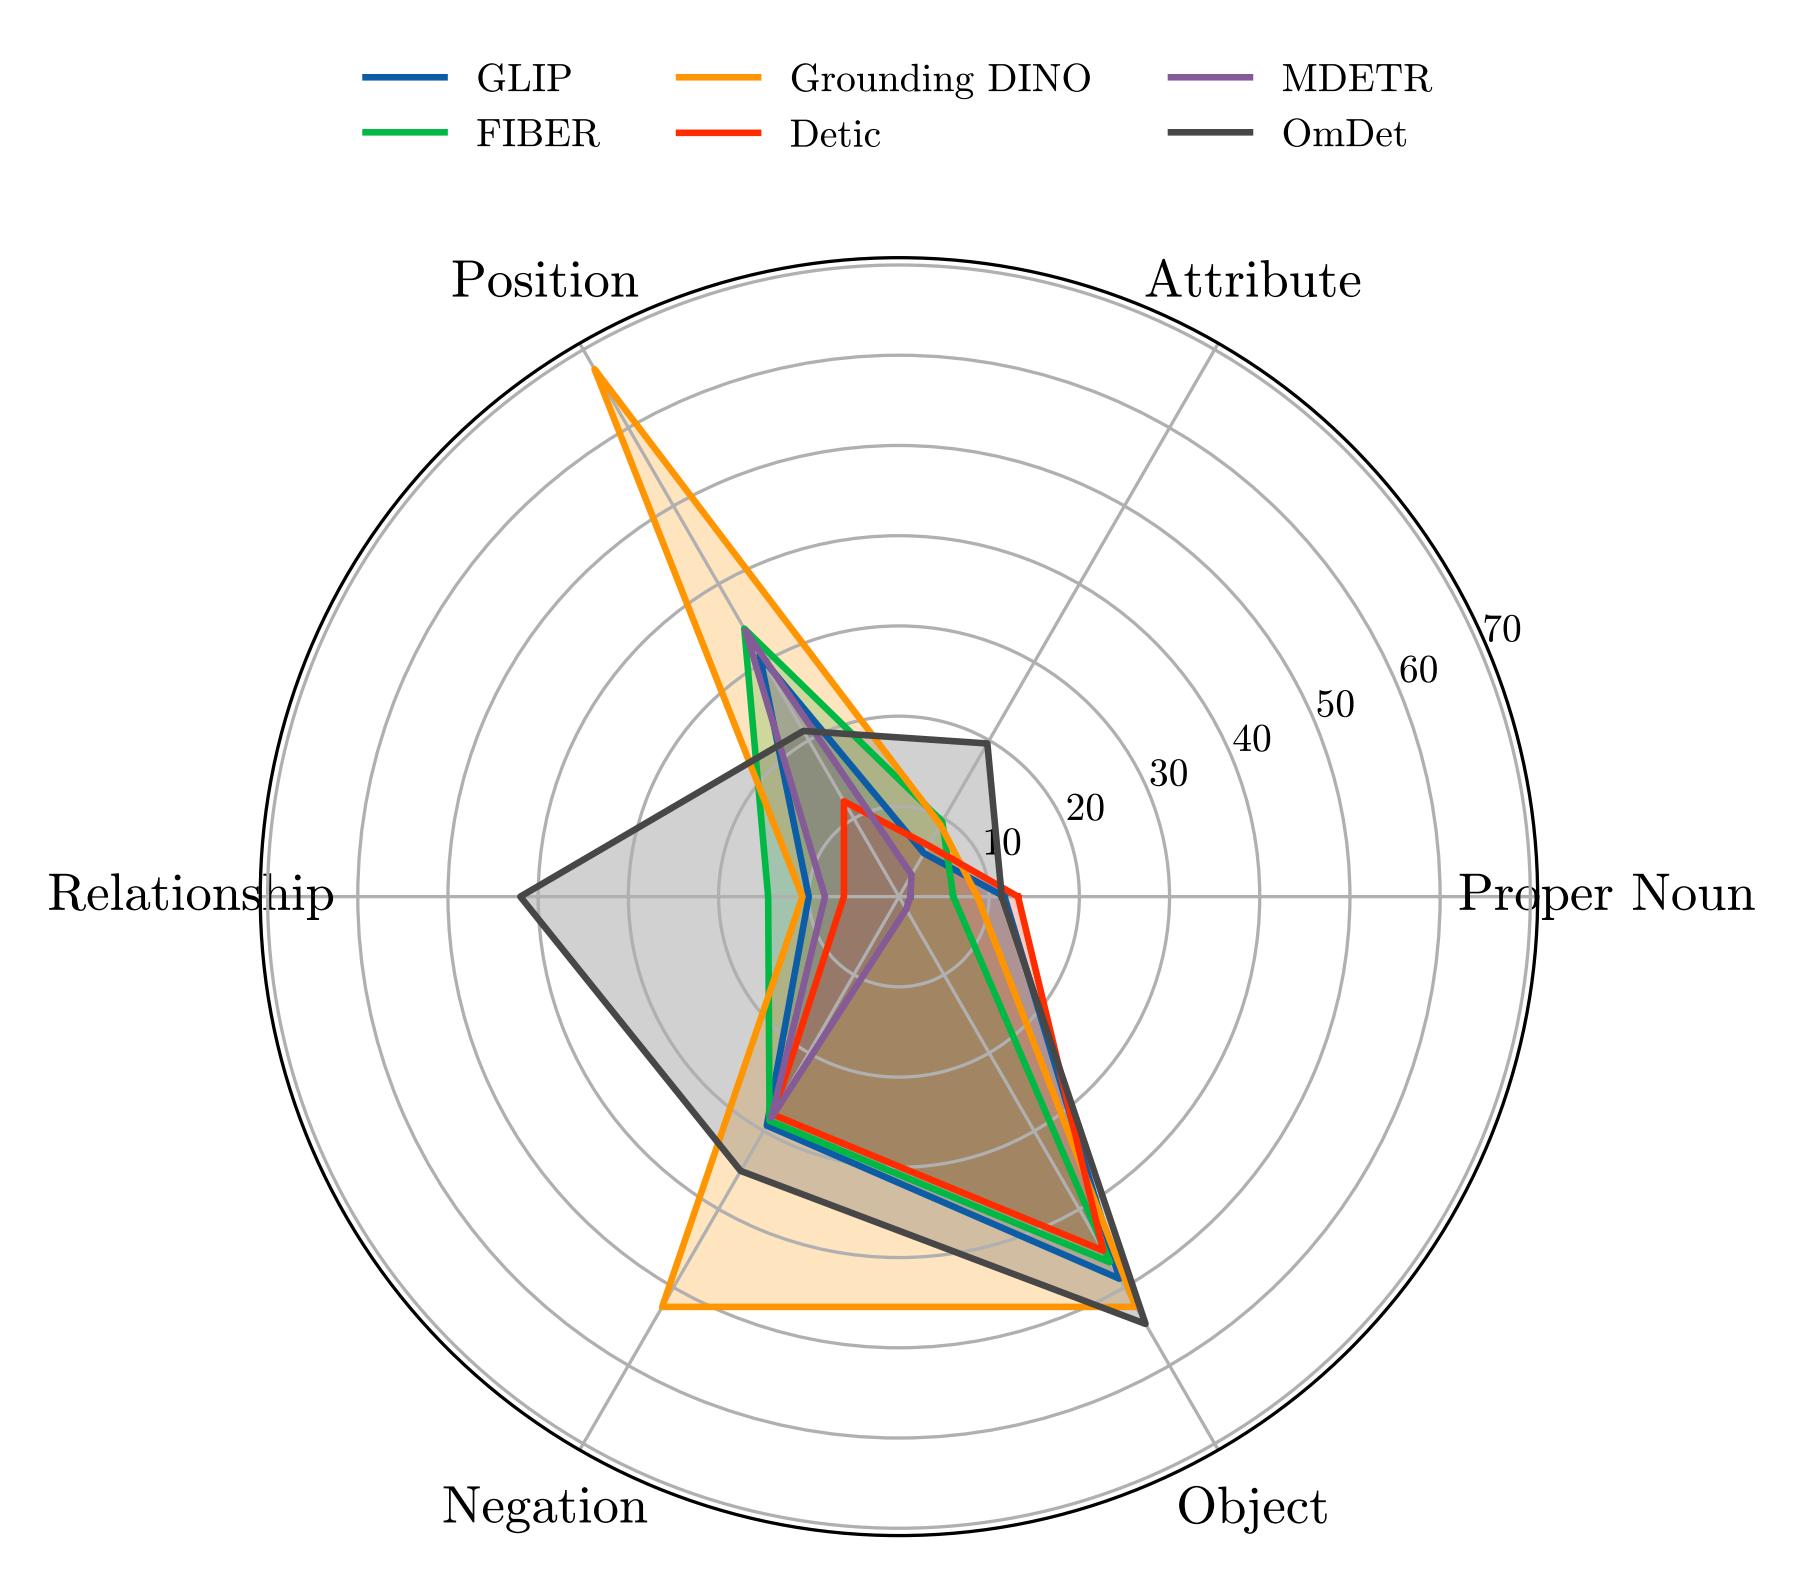 GLIP Grounding DINO MDETR
FIBER Detic OmDet
Position Attribute
70
60
50
40
30
20
10
Relationship Proper Noun
Negation Object